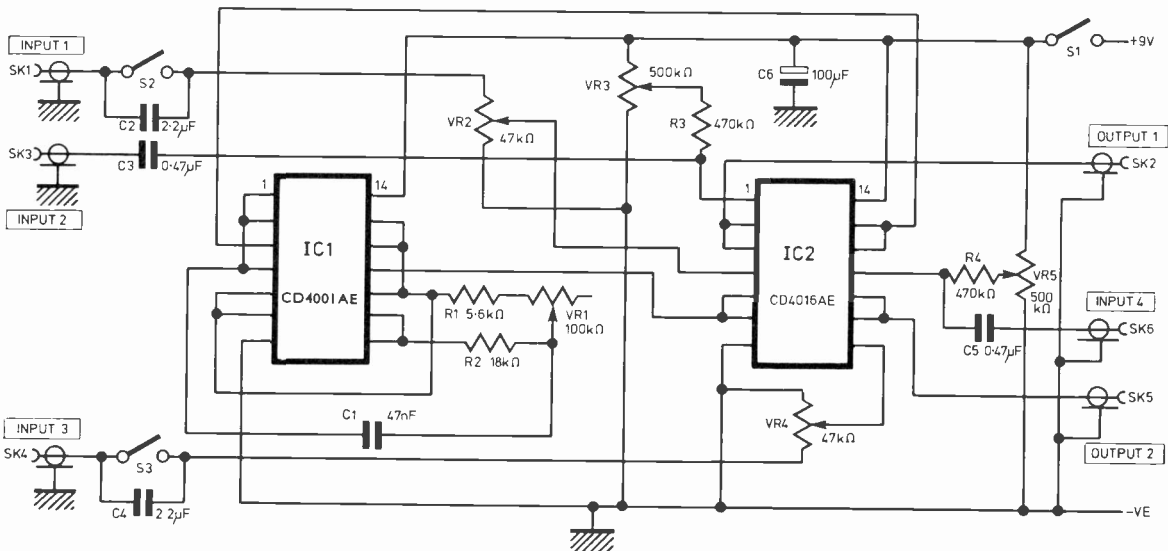 INPUT 1
SK1
S2
C2
2·2µF
SK3
C3
0·47µF
INPUT 2
VR2
47kΩ
VR3
500kΩ
R3
470kΩ
C6
100µF
S1
+9V
OUTPUT 1
SK2
1
14
IC1
CD4001AE
1
14
IC2
CD4016AE
R1 5·6kΩ
VR1
100kΩ
R2 18kΩ
R4
470kΩ
VR5
500
kΩ
INPUT 4
SK6
C5 0·47µF
SK5
OUTPUT 2
C1
47nF
VR4
47kΩ
INPUT 3
SK4
S3
C4
2 2µF
-VE